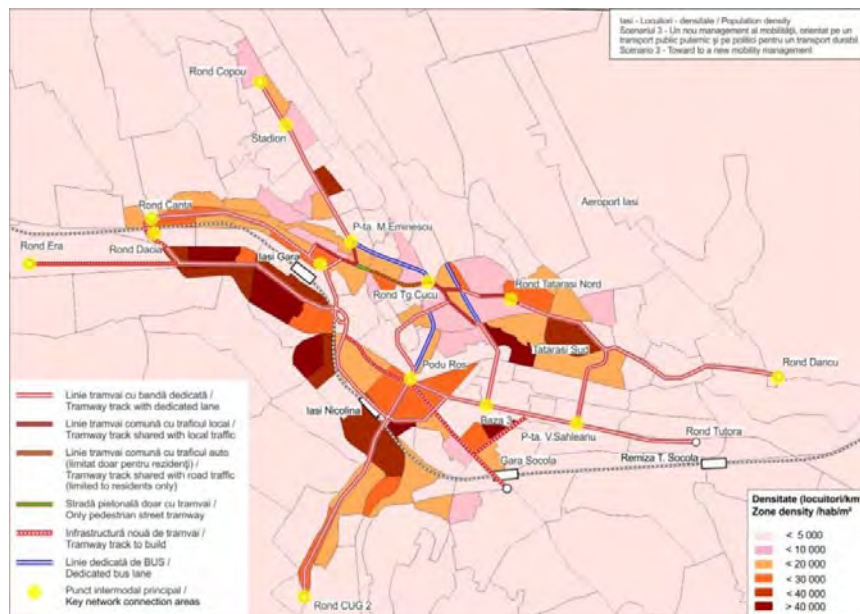 Iasi - Locuitori - densitate / Population density
Scenariul 3 - Un nou management al mobilității, orientat pe un
transport public puternic și pe politici pentru un transport durabil
Scenario 3 - Toward to a new mobility management
Rond Copou
Stadion
Aeroport Iasi
Rond Canta
P-ta. M.Eminescu
Rond Era
Rond Dacia
Iasi Gara
Rond Tg.Cucu
Rond Tatarasi Nord
Tatarasi Sud
Rond Dancu
Podu Ros
Iasi Nicolina
Baza 3
P-ta. V.Sahleanu
Rond Tutora
Gara Socola
Remiza T. Socola
Rond CUG 2
Linie tramvai cu bandă dedicată /
Tramway track with dedicated lane
Linie tramvai comună cu traficul local /
Tramway track shared with local traffic
Linie tramvai comună cu traficul auto
(limitat doar pentru rezidenți) /
Tramway track shared with road traffic
(limited to residents only)
Stradă pietonală doar cu tramvai /
Only pedestrian street tramway
Infrastructură nouă de tramvai /
Tramway track to build
Linie dedicată de BUS /
Dedicated bus lane
Punct intermodal principal /
Key network connection areas
Densitate (locuitori/km
Zone density /hab/m²
< 5 000
< 10 000
< 20 000
< 30 000
< 40 000
> 40 000